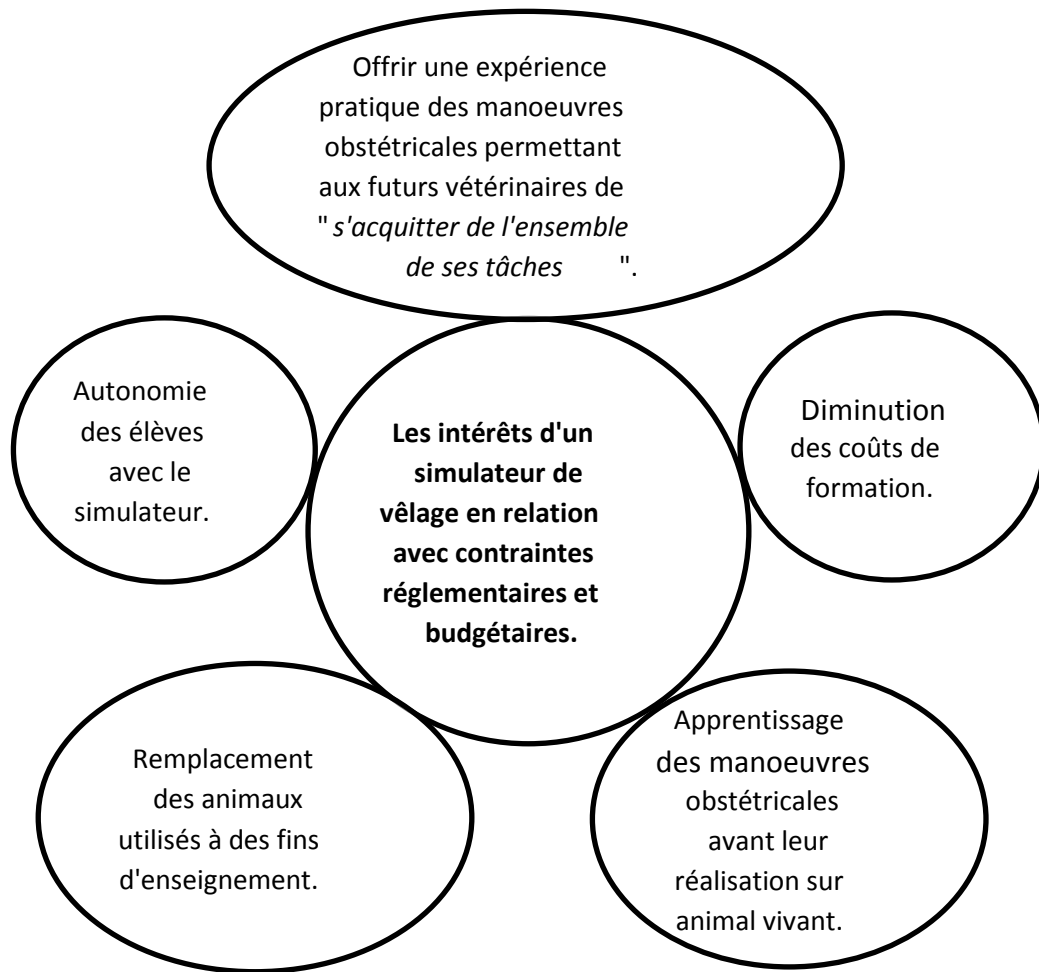 Offrir une expérience
pratique des manoeuvres
obstétricales permettant
aux futurs vétérinaires de
" s'acquitter de l'ensemble
de ses tâches ".
Autonomie
des élèves
avec le
simulateur.
Les intérêts d'un
simulateur de
vêlage en relation
avec contraintes
réglementaires et
budgétaires.
Diminution
des coûts de
formation.
Remplacement
des animaux
utilisés à des fins
d'enseignement.
Apprentissage
des manoeuvres
obstétricales
avant leur
réalisation sur
animal vivant.